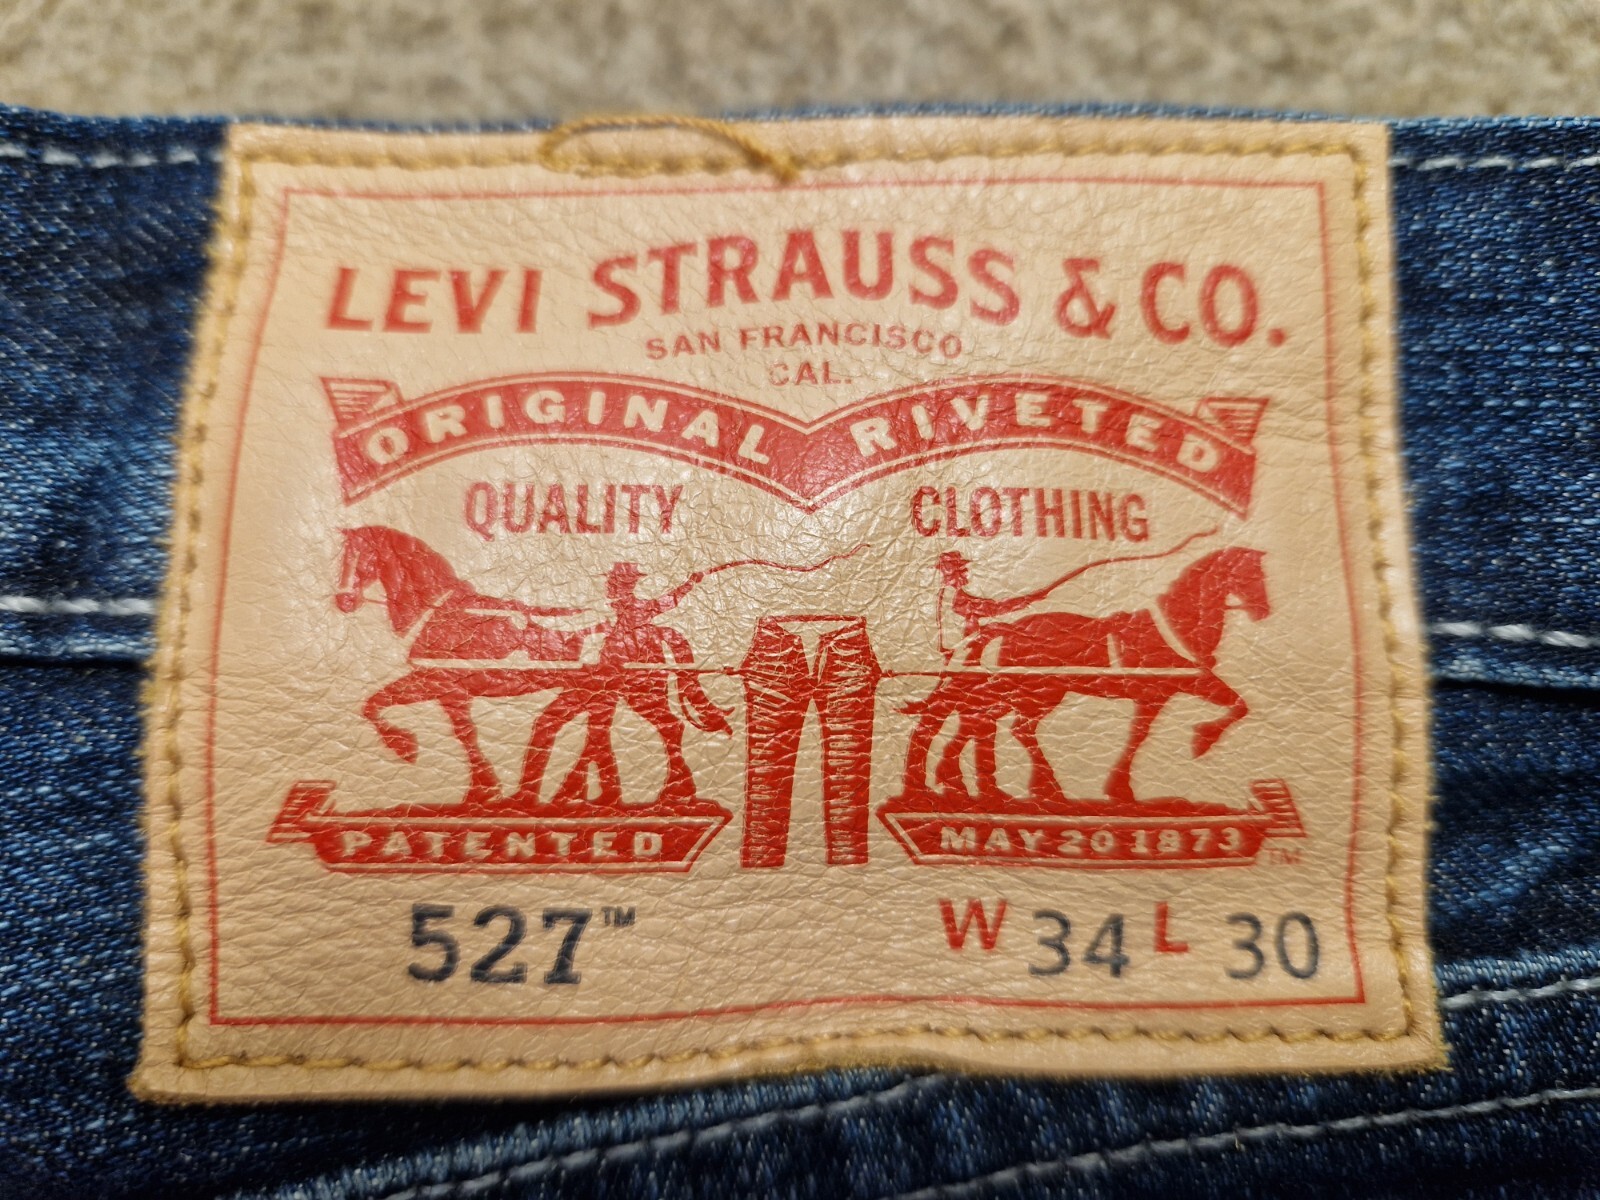 LEVI STRAUSS & CO.
SAN FRANCISCO
CAL.
ORIGINAL RIVETED
QUALITY CLOTHING
PATENTED MAY 20 1873 TM
527™ W 34 L 30